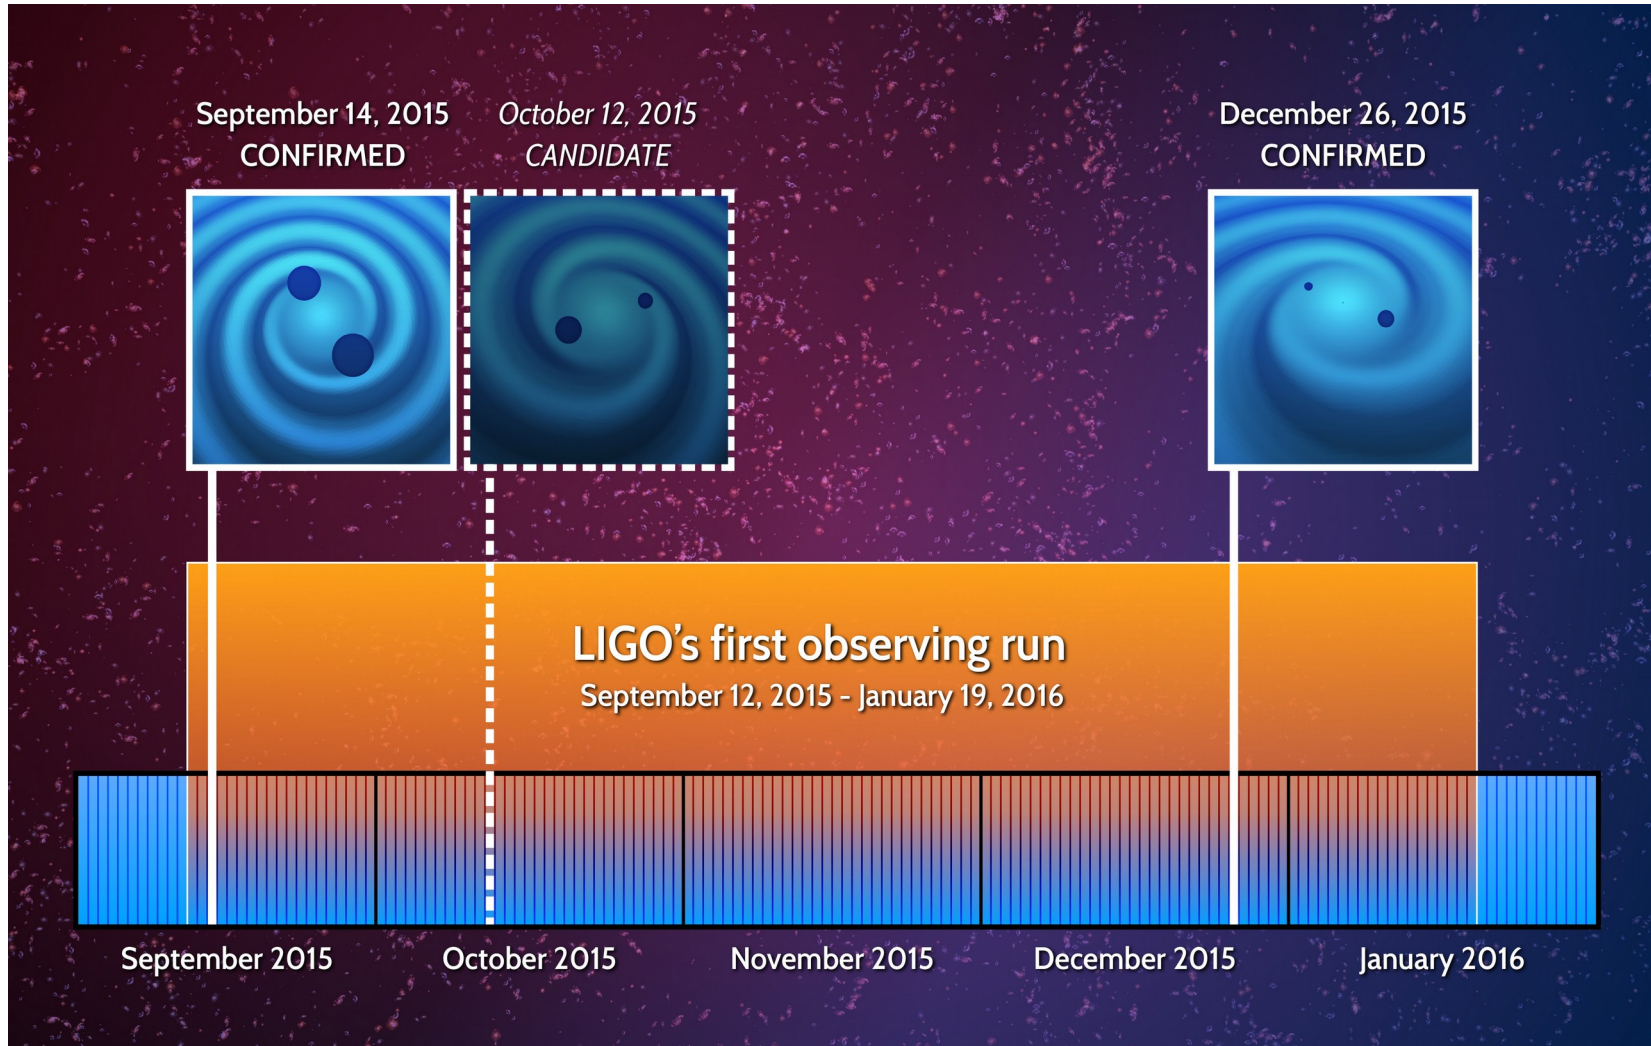 September 14, 2015
CONFIRMED
October 12, 2015
CANDIDATE
December 26, 2015
CONFIRMED
LIGO’s first observing run
September 12, 2015 - January 19, 2016
September 2015
October 2015
November 2015
December 2015
January 2016